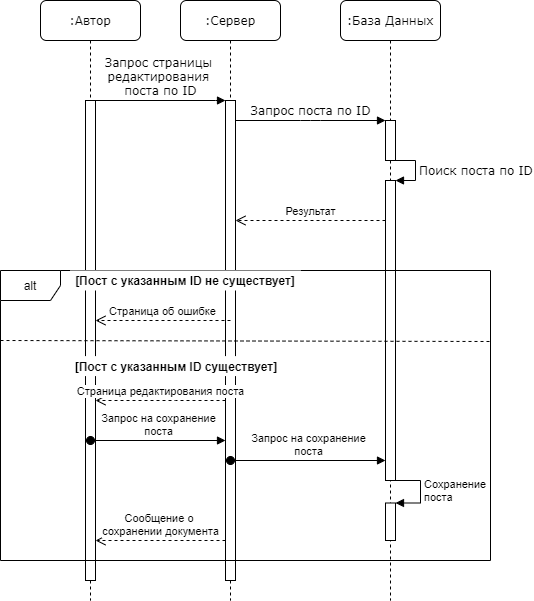 :Автор
:Сервер
:База Данных
Запрос страницы
редактирования
поста по ID
Запрос поста по ID
Поиск поста по ID
Результат
alt
[Пост с указанным ID не существует]
Страница об ошибке
[Пост с указанным ID существует]
Страница редактирования поста
Запрос на сохранение
поста
Запрос на сохранение
поста
Сохранение
поста
Сообщение о
сохранении документа